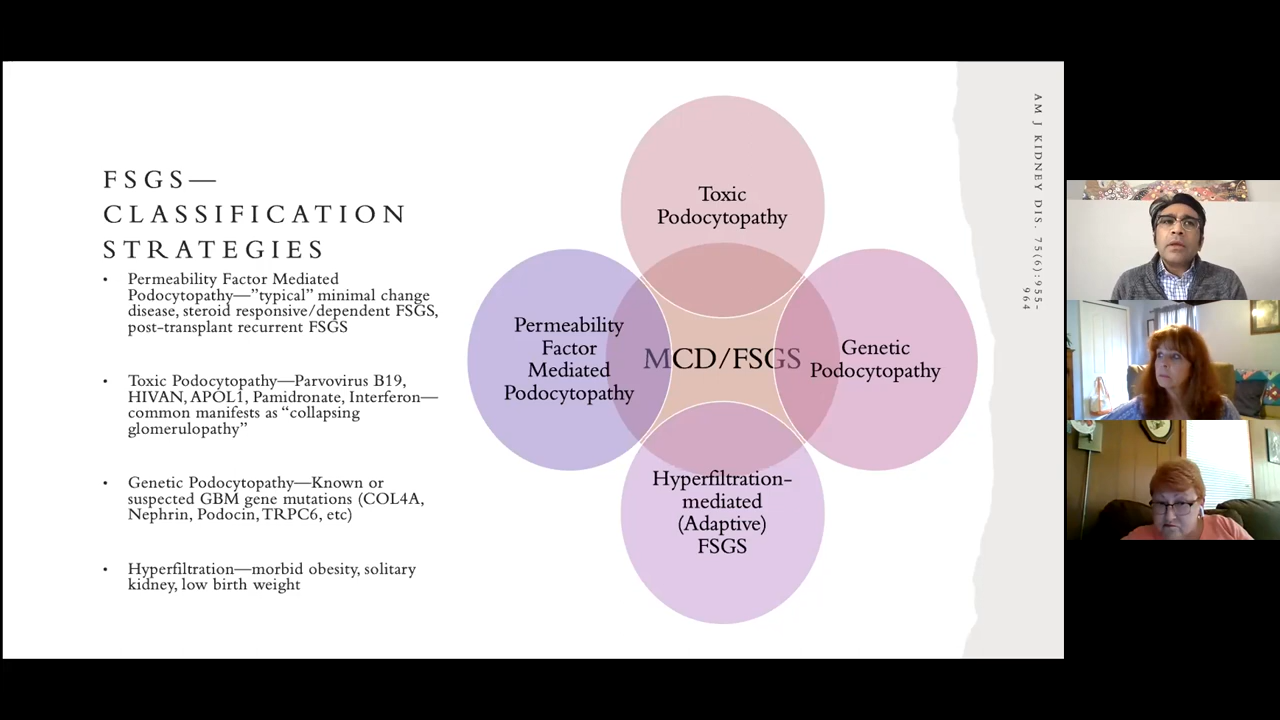 FSGS—
CLASSIFICATION
STRATEGIES
• Permeability Factor Mediated
Podocytopathy—”typical” minimal change
disease, steroid responsive/dependent FSGS,
post-transplant recurrent FSGS
• Toxic Podocytopathy—Parvovirus B19,
HIVAN, APOL1, Pamidronate, Interferon—
common manifests as “collapsing
glomerulopathy”
• Genetic Podocytopathy—Known or
suspected GBM gene mutations (COL4A,
Nephrin, Podocin, TRPC6, etc)
• Hyperfiltration—morbid obesity, solitary
kidney, low birth weight
Toxic
Podocytopathy
Permeability
Factor
Mediated
Podocytopathy
MCD/FSGS
Genetic
Podocytopathy
Hyperfiltration-
mediated
(Adaptive)
FSGS
AM J KIDNEY DIS. 75(6):955-
964